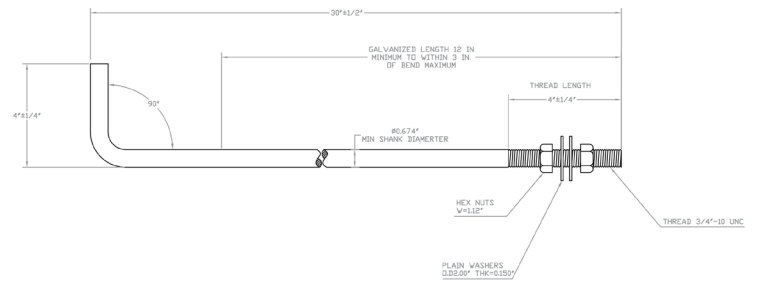 30"±1/2"
GALVANIZED LENGTH 12 IN
MINIMUM TO WITHIN 3 IN.
OF BEND MAXIMUM
THREAD LENGTH
4"±1/4"
90°
4"±1/4"
Ø0.674"
MIN SHANK DIAMERTER
HEX NUTS
W=1.12"
THREAD 3/4"-10 UNC
PLAIN WASHERS
O.D2.00" THK=0.150"